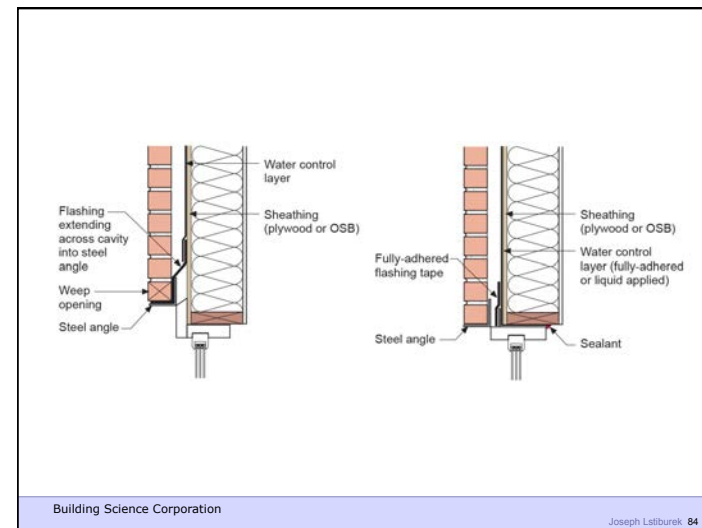 Water control
layer
Sheathing
(plywood or OSB)
Flashing
extending
across cavity
into steel
angle
Weep
opening
Steel angle
Sheathing
(plywood or OSB)
Water control
layer (fully-adhered
or liquid applied)
Fully-adhered
flashing tape
Steel angle
Sealant
Building Science Corporation
Joseph Lstiburek 84